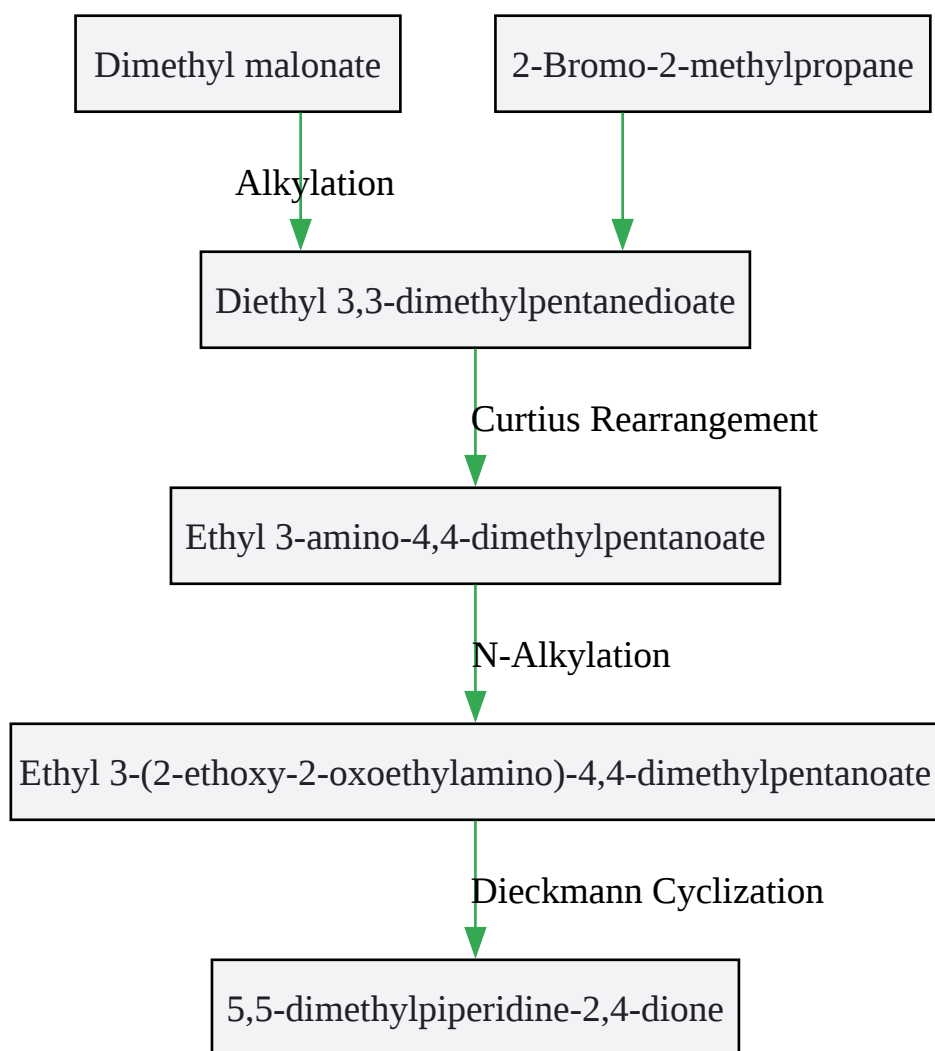 Dimethyl malonate
2-Bromo-2-methylpropane
Alkylation
Diethyl 3,3-dimethylpentanedioate
Curtius Rearrangement
Ethyl 3-amino-4,4-dimethylpentanoate
N-Alkylation
Ethyl 3-(2-ethoxy-2-oxoethylamino)-4,4-dimethylpentanoate
Dieckmann Cyclization
5,5-dimethylpiperidine-2,4-dione